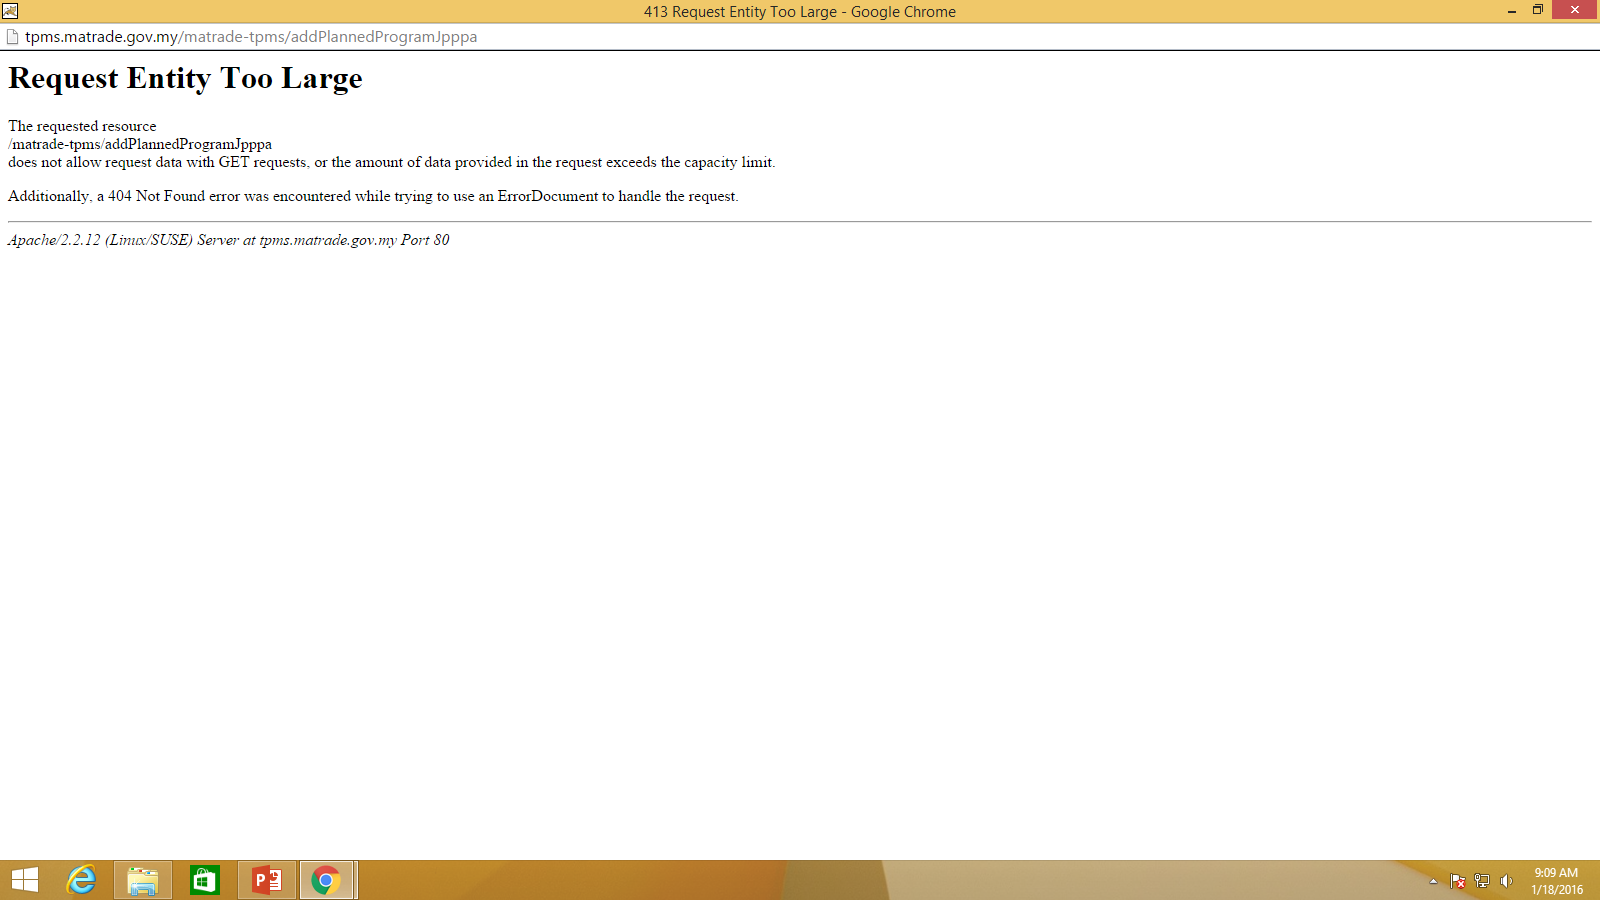 413 Request Entity Too Large - Google Chrome
tpms.matrade.gov.my/matrade-tpms/addPlannedProgramJpppa
Request Entity Too Large
The requested resource
/matrade-tpms/addPlannedProgramJpppa
does not allow request data with GET requests, or the amount of data provided in the request exceeds the capacity limit.
Additionally, a 404 Not Found error was encountered while trying to use an ErrorDocument to handle the request.
Apache/2.2.12 (Linux/SUSE) Server at tpms.matrade.gov.my Port 80
9:09 AM
1/18/2016